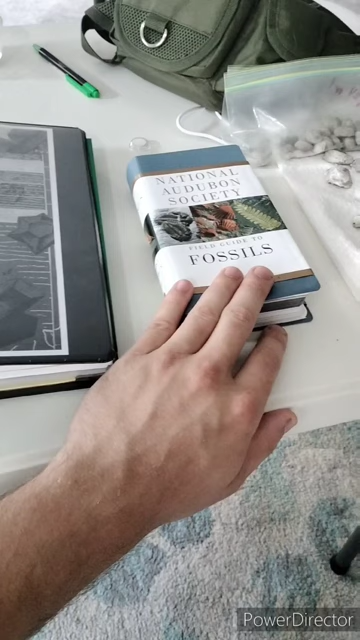 NATIONAL
AUDUBON
SOCIETY
FIELD GUIDE TO
FOSSILS
PowerDirector